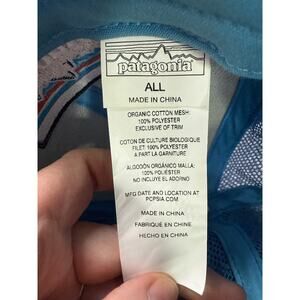 patagonia
ALL
MADE IN CHINA
ORGANIC COTTON MESH:
100% POLYESTER
EXCLUSIVE OF TRIM
COTON DE CULTURE BIOLOGIQUE
FILET: 100% POLYESTER
A PART LA GARNITURE
ALGODÓN ORGÁNICO MALLA:
100% POLIÉSTER
NO INCLUYE EL ADORNO
MFG DATE AND LOCATION AT
PCPSIA.COM
MADE IN CHINA
FABRIQUÉ EN CHINE
HECHO EN CHINA